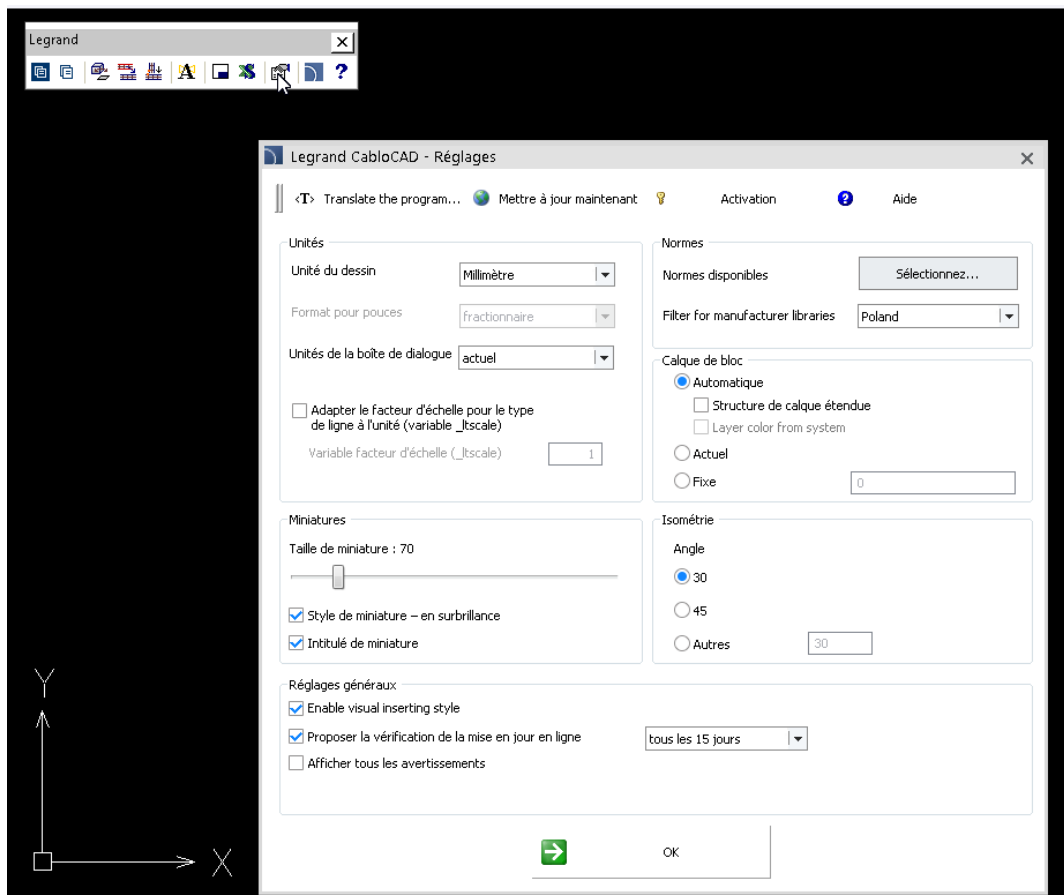 Legrand
A
?
Legrand CabloCAD - Réglages
<T> Translate the program... Mettre à jour maintenant Activation ? Aide
Unités
Unité du dessin Millimètre
Format pour pouces fractionnaire
Unités de la boîte de dialogue actuel
Adapter le facteur d'échelle pour le type
de ligne à l'unité (variable _ltscale)
Variable facteur d'échelle (_ltscale) 1
Normes
Normes disponibles Sélectionnez...
Filter for manufacturer libraries Poland
Calque de bloc
Automatique
Structure de calque étendue
Layer color from system
Actuel
Fixe 0
Miniatures
Taille de miniature : 70
Style de miniature – en surbrillance
Intitulé de miniature
Isométrie
Angle
30
45
Autres 30
Réglages généraux
Enable visual inserting style
Proposer la vérification de la mise en jour en ligne tous les 15 jours
Afficher tous les avertissements
OK
Y
X